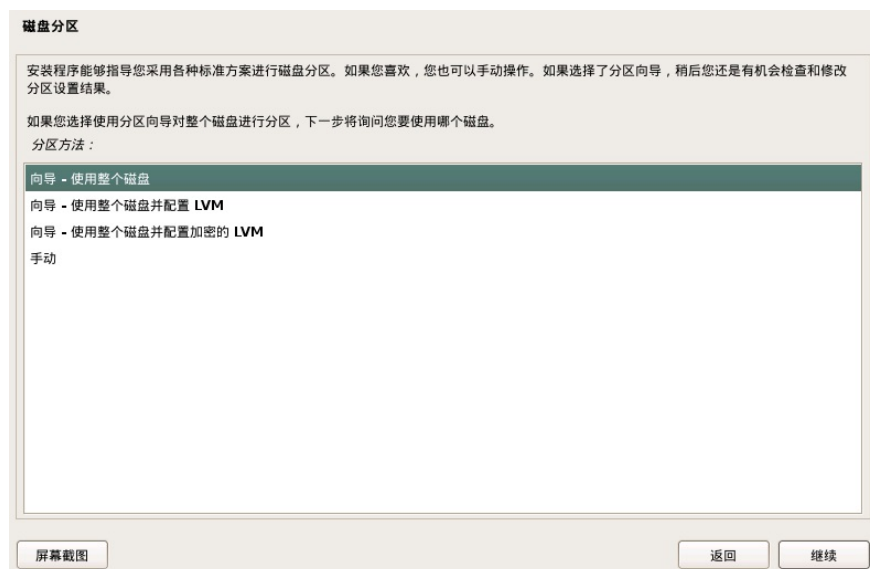 磁盘分区
安装程序能够指导您采用各种标准方案进行磁盘分区。如果您喜欢，您也可以手动操作。如果选择了分区向导，稍后您还是有机会检查和修改
分区设置结果。
如果您选择使用分区向导对整个磁盘进行分区，下一步将询问您要使用哪个磁盘。
分区方法：
向导 - 使用整个磁盘
向导 - 使用整个磁盘并配置 LVM
向导 - 使用整个磁盘并配置加密的 LVM
手动
屏幕截图
返回
继续